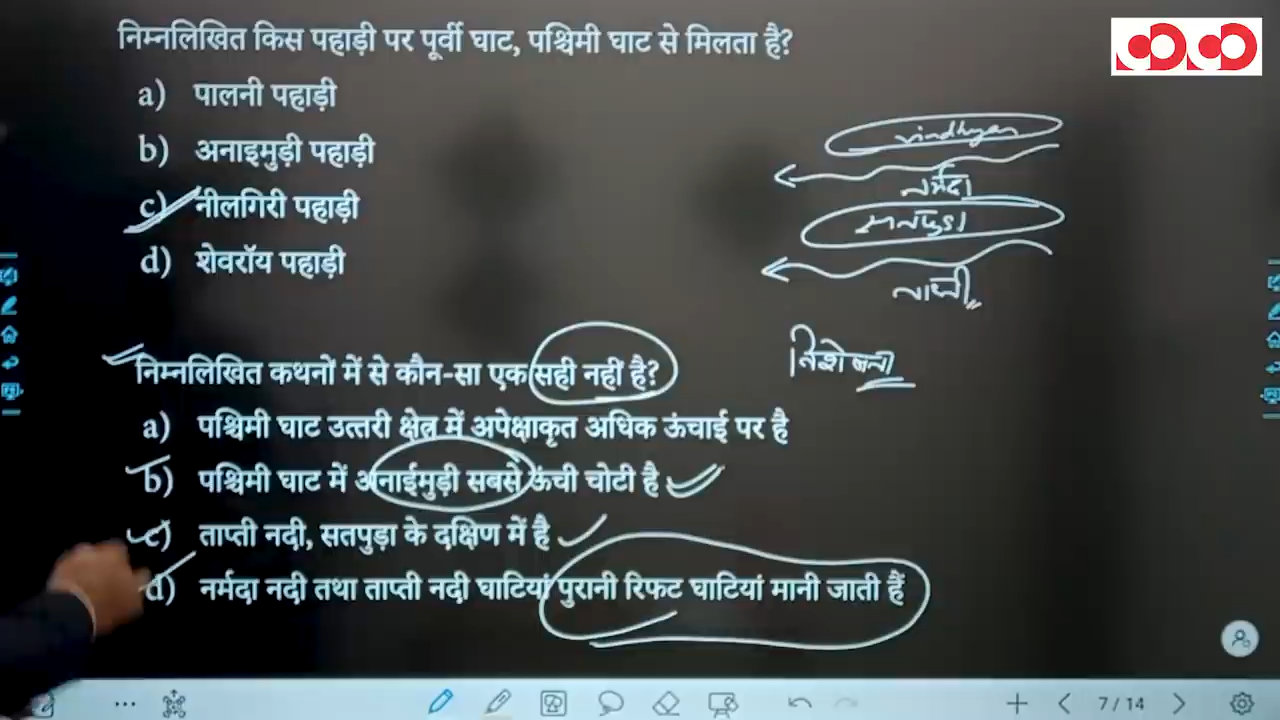 निम्नलिखित किस पहाड़ी पर पूर्वी घाट, पश्चिमी घाट से मिलता है?
a) पालनी पहाड़ी
b) अनाइमुड़ी पहाड़ी
c) नीलगिरी पहाड़ी
d) शेवरॉय पहाड़ी
vindhyan
नर्मदा
सतपुड़ा
ताप्ती
निम्नलिखित कथनों में से कौन-सा एक सही नहीं है?
a) पश्चिमी घाट उत्तरी क्षेत्र में अपेक्षाकृत अधिक ऊंचाई पर है
b) पश्चिमी घाट में अनाईमुड़ी सबसे ऊंची चोटी है
c) ताप्ती नदी, सतपुड़ा के दक्षिण में है
d) नर्मदा नदी तथा ताप्ती नदी घाटियां पुरानी रिफट घाटियां मानी जाती हैं
7 / 14